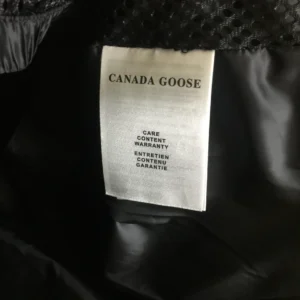 CANADA GOOSE
CARE
CONTENT
WARRANTY
ENTRETIEN
CONTENU
GARANTIE